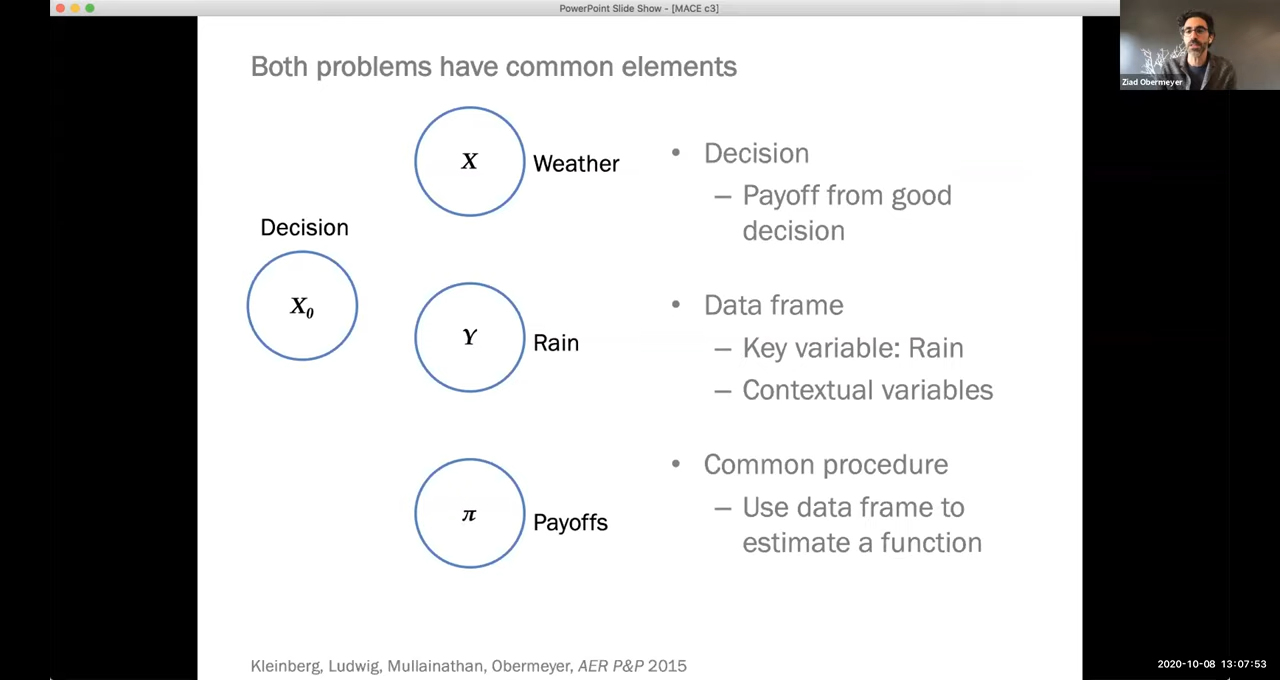 PowerPoint Slide Show - [MACE c3]
Ziad Obermeyer
Both problems have common elements
X
Weather
Decision
X₀
Y
Rain
π
Payoffs
• Decision
– Payoff from good
decision
• Data frame
– Key variable: Rain
– Contextual variables
• Common procedure
– Use data frame to
estimate a function
Kleinberg, Ludwig, Mullainathan, Obermeyer, AER P&P 2015
2020-10-08 13:07:53